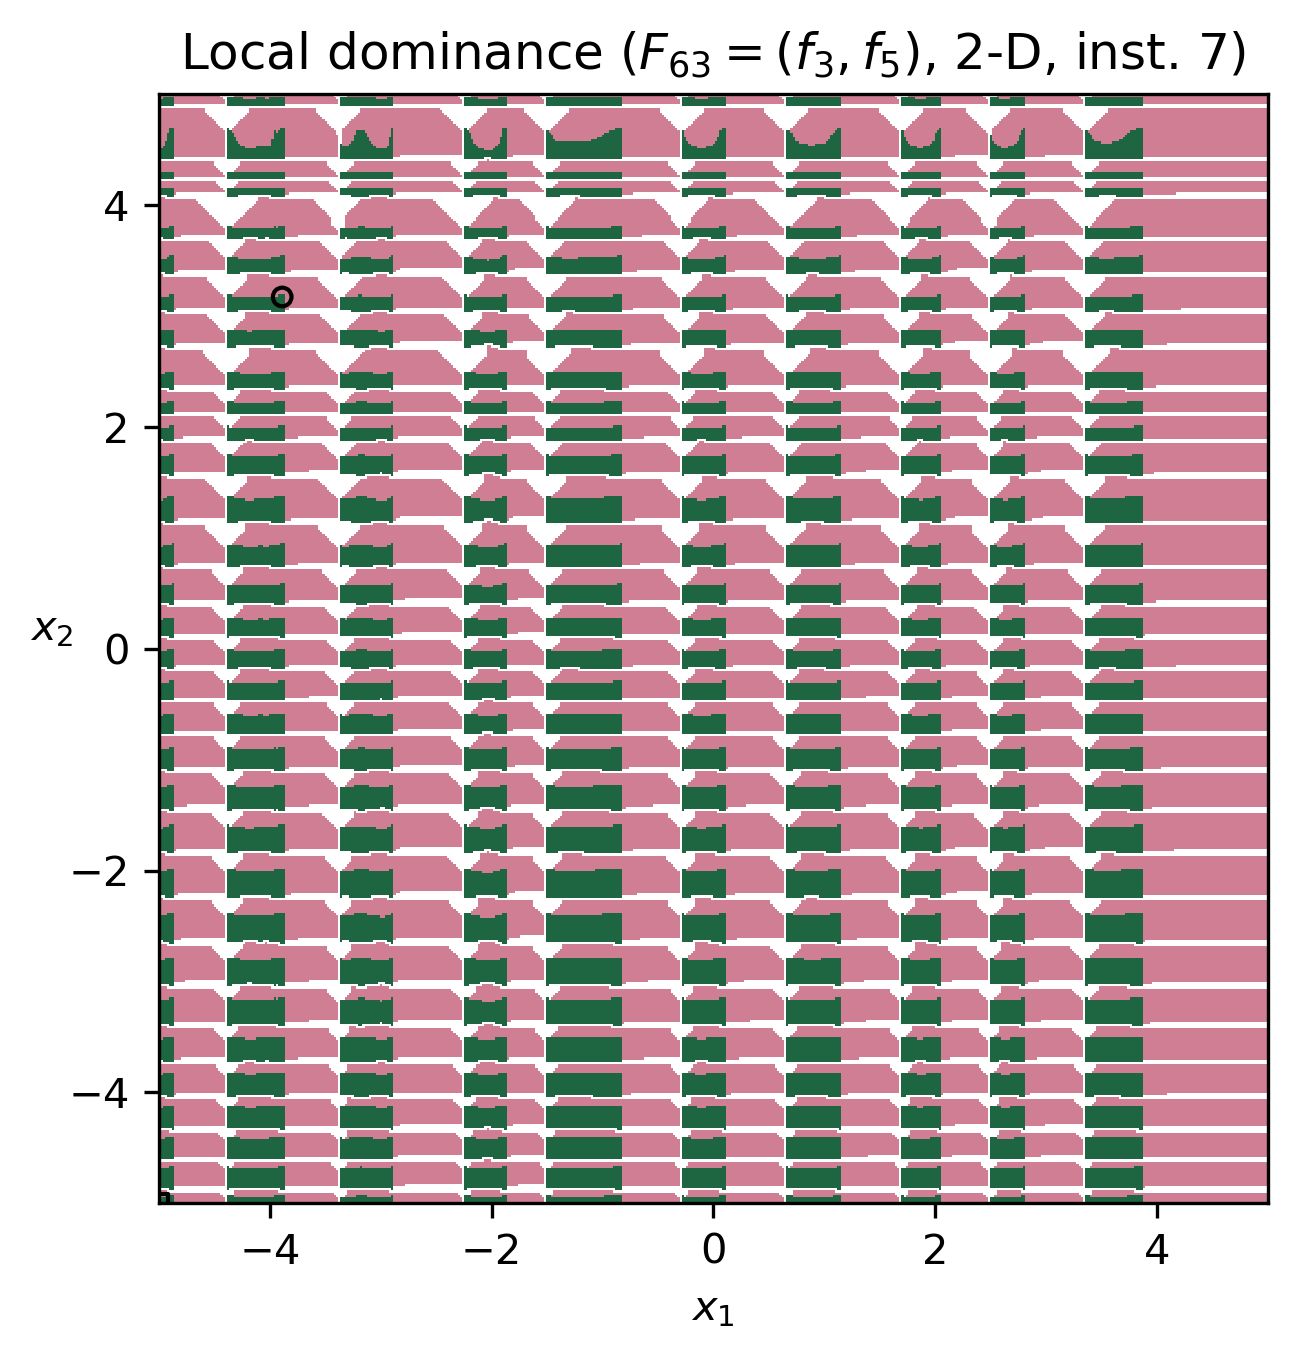 Local dominance (F₆₃ = (f₃, f₅), 2-D, inst. 7)
4
2
x₂ 0
−2
−4
−4 −2 0 2 4
x₁